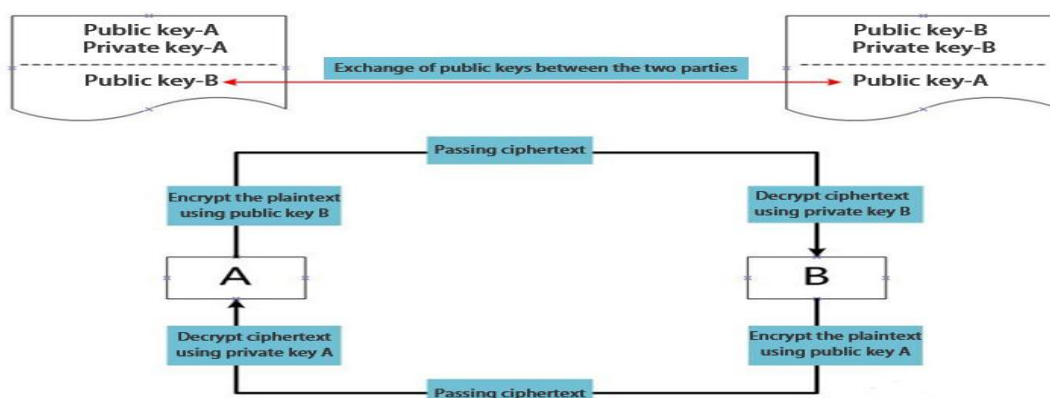 Public key-A
Private key-A
Public key-B
Exchange of public keys between the two parties
Public key-B
Private key-B
Public key-A
Passing ciphertext
Encrypt the plaintext
using public key B
Decrypt ciphertext
using private key B
A
B
Decrypt ciphertext
using private key A
Encrypt the plaintext
using public key A
Passing ciphertext